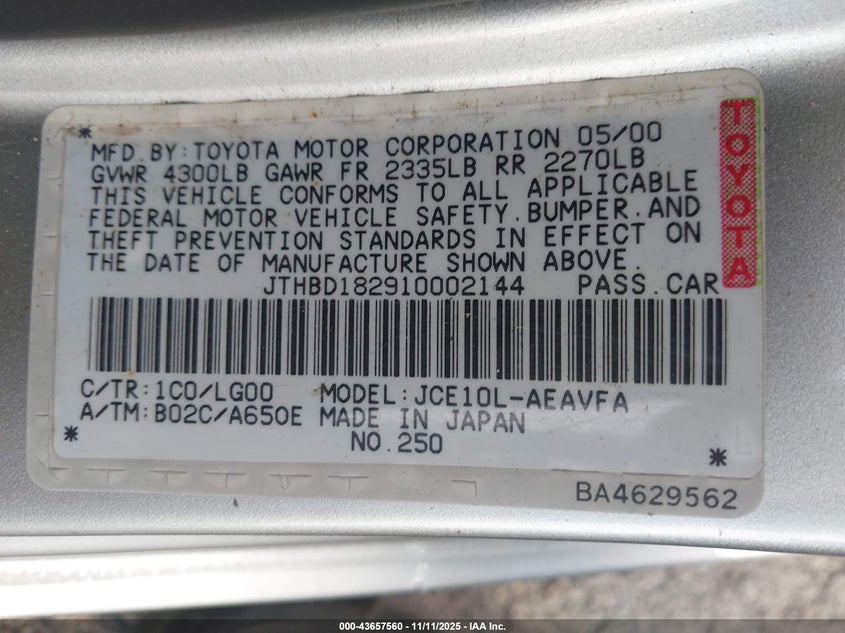 MFD.BY:TOYOTA MOTOR CORPORATION 05/00
GVWR 4300LB GAWR FR 2335LB RR 2270LB
THIS VEHICLE CONFORMS TO ALL APPLICABLE
FEDERAL MOTOR VEHICLE SAFETY.BUMPER.AND
THEFT PREVENTION STANDARDS IN EFFECT ON
THE DATE OF MANUFACTURE SHOWN ABOVE.
JTHBD182910002144 PASS.CAR
C/TR:1C0/LG00 MODEL:JCE10L-AEAVFA
A/TM:B02C/A650E MADE IN JAPAN
NO.250
BA4629562
TOYOTA
000-43657560 - 11/11/2025 - IAA Inc.